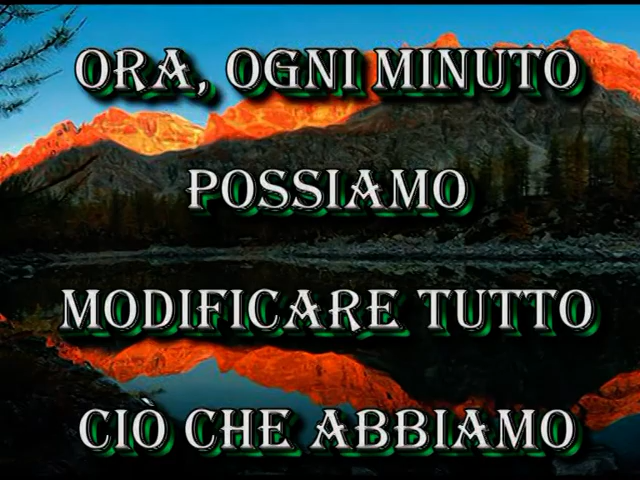 ORA, OGNI MINUTO
POSSIAMO
MODIFICARE TUTTO
CIÒ CHE ABBIAMO